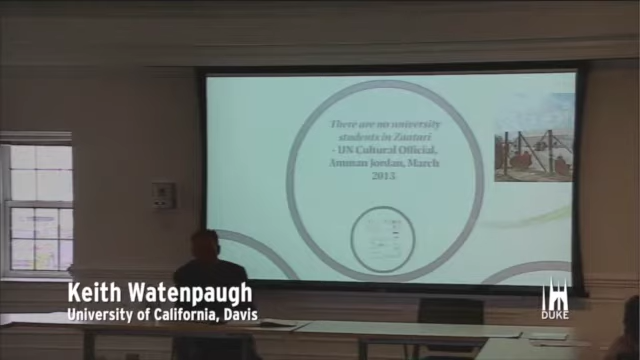 There are no university
students in Zaatari
- UN Cultural Official,
Amman Jordan, March
2013
Keith Watenpaugh
University of California, Davis
DUKE